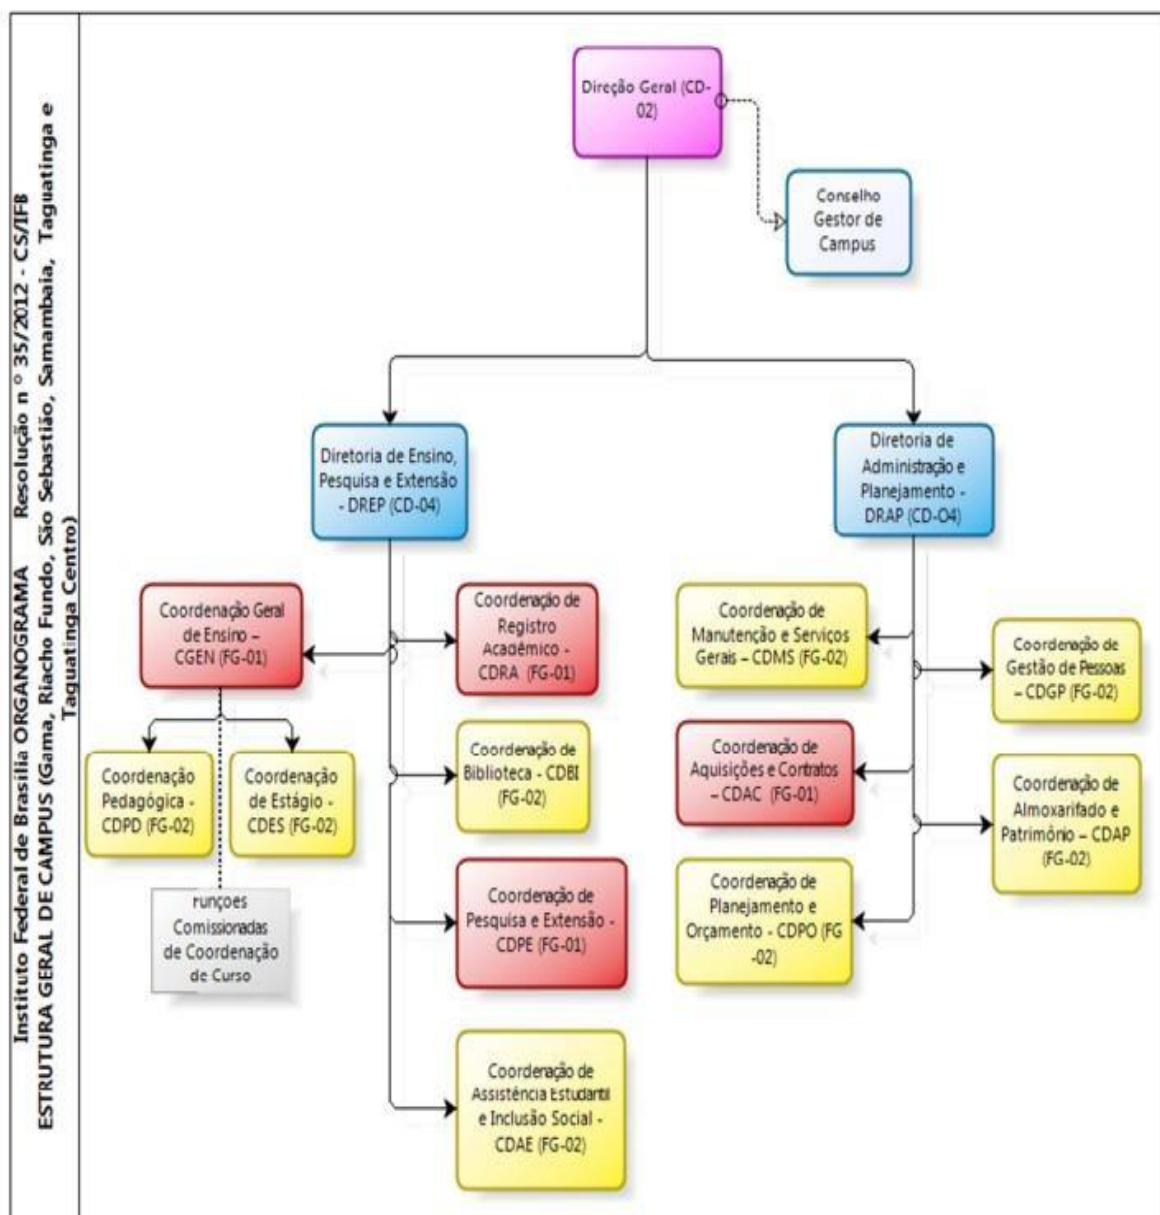 Instituto Federal de Brasília ORGANOGRAMA Resolução n º 35/2012 - CS/IFB
ESTRUTURA GERAL DE CAMPUS (Gama, Riacho Fundo, São Sebastião, Samambaia, Taguatinga e
Taguatinga Centro)
Direção Geral (CD-
02)
Conselho
Gestor de
Campus
Diretoria de Ensino,
Pesquisa e Extensão
- DREP (CD-04)
Diretoria de
Administração e
Planejamento -
DRAP (CD-O4)
Coordenação Geral
de Ensino –
CGEN (FG-01)
Coordenação de
Registro
Acadêmico -
CDRA (FG-01)
Coordenação de
Manutenção e Serviços
Gerais – CDMS (FG-02)
Coordenação de
Gestão de Pessoas
– CDGP (FG-02)
Coordenação
Pedagógica -
CDPD (FG-02)
Coordenação
de Estágio -
CDES (FG-02)
Coordenação de
Biblioteca - CDBI
(FG-02)
Coordenação de
Aquisições e Contratos
– CDAC (FG-01)
Coordenação de
Almoxarifado e
Patrimônio – CDAP
(FG-02)
Funções
Comissionadas
de Coordenação
de Curso
Coordenação de
Pesquisa e Extensão -
CDPE (FG-01)
Coordenação de
Planejamento e
Orçamento - CDPO (FG
-02)
Coordenação de
Assistência Estudantil
e Inclusão Social -
CDAE (FG-02)